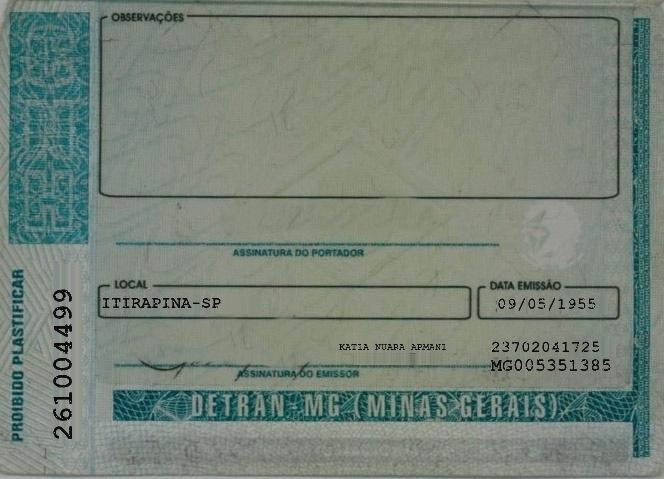 OBSERVAÇÕES
ASSINATURA DO PORTADOR
LOCAL
ITIRAPINA-SP
DATA EMISSÃO
09/05/1955
KATIA NUARA APMANI
23702041725
MG005351385
ASSINATURA DO EMISSOR
DETRAN-MG (MINAS GERAIS)
PROIBIDO PLASTIFICAR
261004499